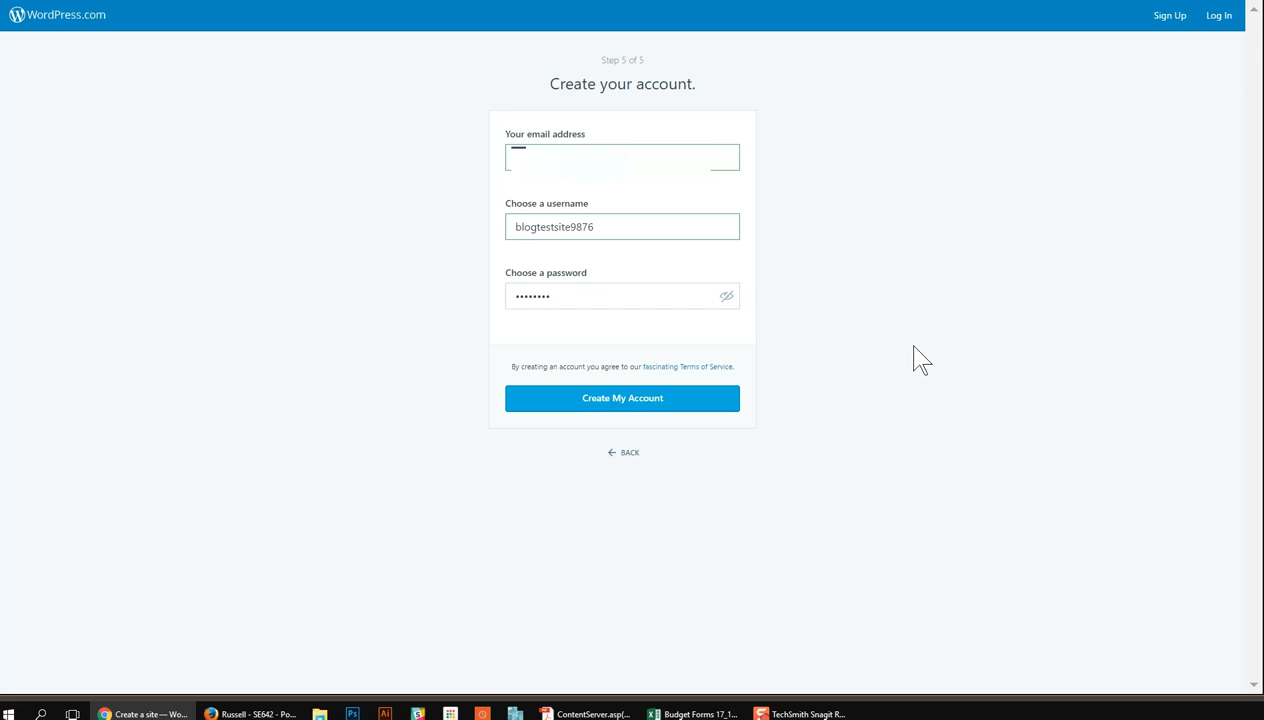 WordPress.com
Sign Up
Log In
Step 5 of 5
Create your account.
Your email address
Choose a username
blogtestsite9876
Choose a password
••••••••
By creating an account you agree to our fascinating Terms of Service.
Create My Account
← BACK
Create a site — Wo...
Russell - SE642 - Po...
Ps
Ai
ContentServer.asp(...
Budget Forms 17_1...
TechSmith Snagit R...